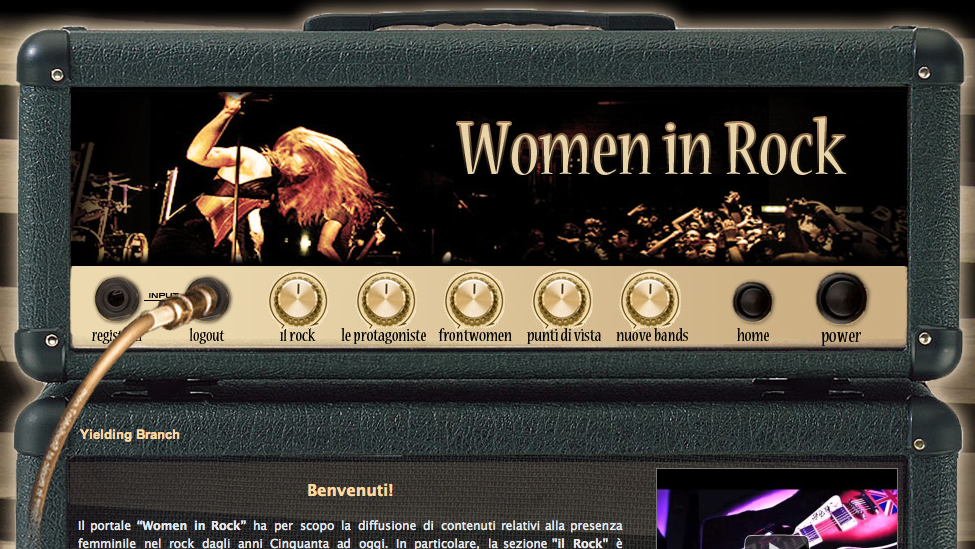 Women in Rock
INPUT
logout
il rock
le protagoniste
frontwomen
punti di vista
nuove bands
home
power
Yielding Branch
Benvenuti!
Il portale “Women in Rock” ha per scopo la diffusione di contenuti relativi alla presenza
femminile nel rock dagli anni Cinquanta ad oggi. In particolare, la sezione "il Rock" è